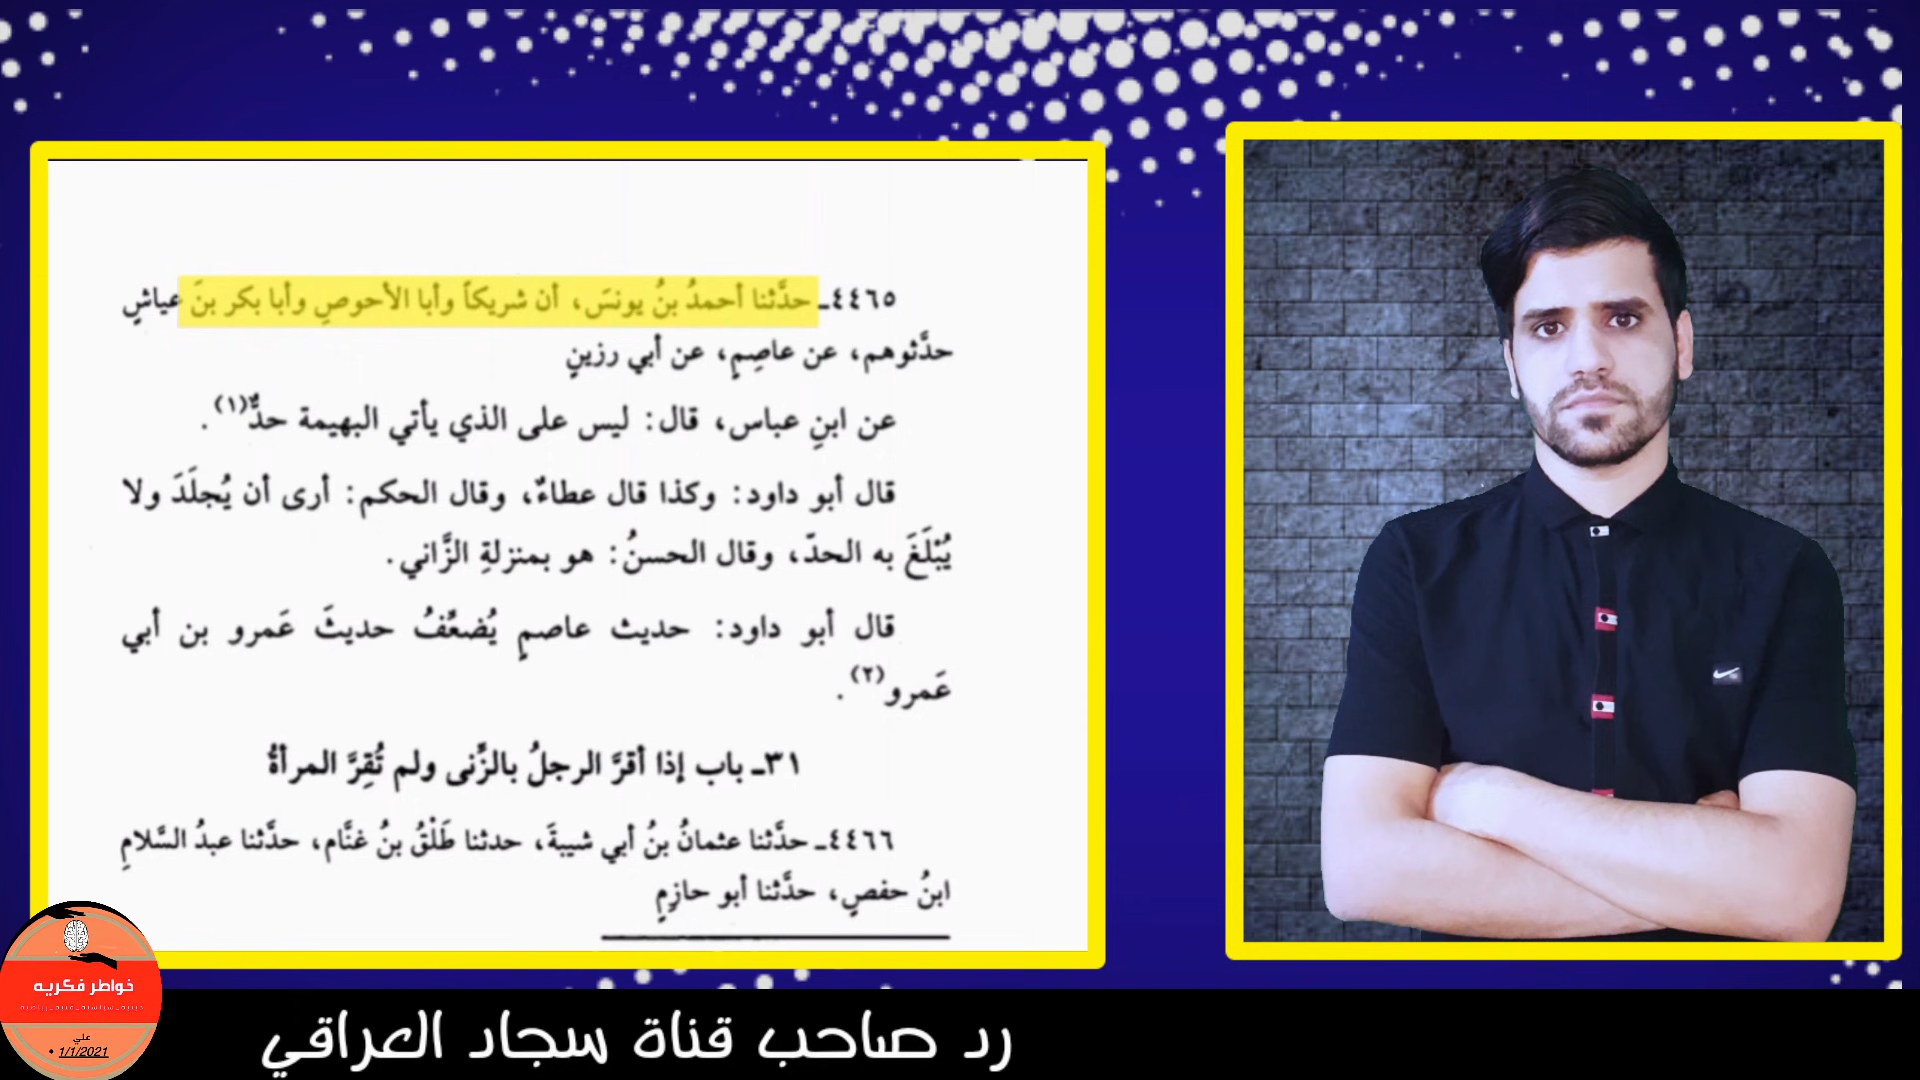 ٤٤٦٥ـ حدَّثنا أحمدُ بنُ يونسَ، أن شريكاً وأبا الأحوصِ وأبا بكر بنَ عياشٍ
حدَّثوهم، عن عاصِمٍ، عن أبي رزينٍ
عن ابنِ عباس، قال: ليس على الذي يأتي البهيمة حدٌّ(١).
قال أبو داود: وكذا قال عطاءٌ، وقال الحكم: أرى أن يُجلَدَ ولا
يُبْلَغَ به الحدّ، وقال الحسنُ: هو بمنزلةِ الزَّاني.
قال أبو داود: حديث عاصمٍ يُضعِّفُ حديثَ عَمرو بن أبي
عَمرو(٢).
٣١ـ باب إذا أقرَّ الرجلُ بالزِّنى ولم تُقِرَّ المرأةُ
٤٤٦٦ـ حدَّثنا عثمانُ بنُ أبي شيبةَ، حدثنا طَلْقُ بنُ غنَّام، حدَّثنا عبدُ السَّلامِ
ابنُ حفصٍ، حدَّثنا أبو حازِمٍ
خواطر فكريه
علي
1/1/2021 •
رد صاحب قناة سجاد العراقي